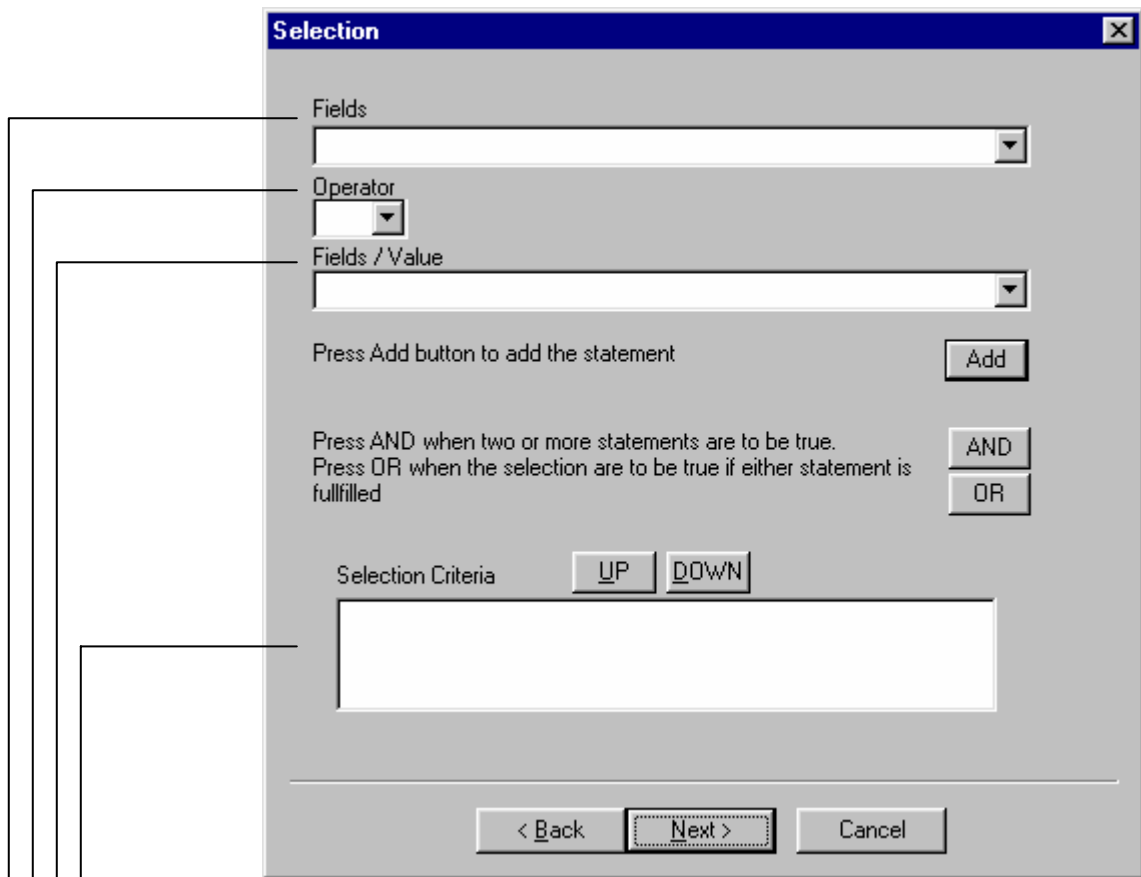 Selection
Fields
Operator
Fields / Value
Press Add button to add the statement
Add
Press AND when two or more statements are to be true.
Press OR when the selection are to be true if either statement is
fullfilled
AND
OR
Selection Criteria
UP
DOWN
< Back
Next >
Cancel